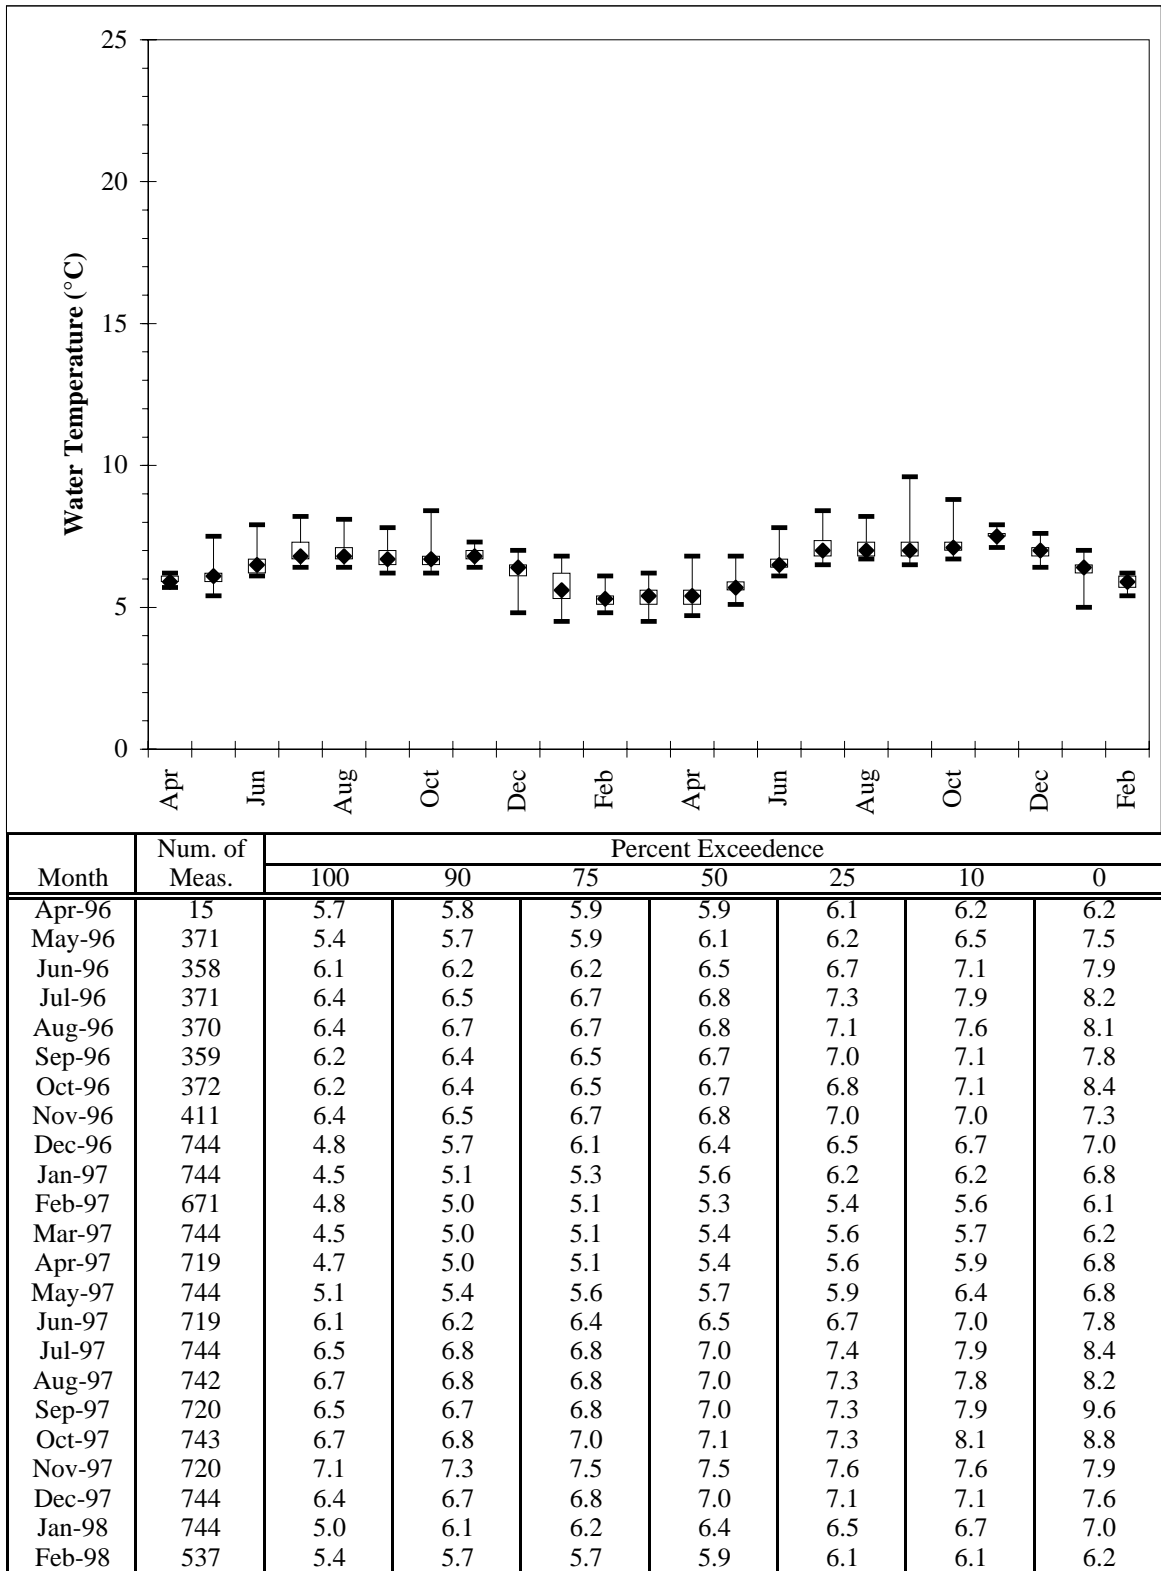 25
20
15
10
5
0
Water Temperature (°C)
Apr Jun Aug Oct Dec Feb Apr Jun Aug Oct Dec Feb
Num. of Percent Exceedence
Month Meas. 100 90 75 50 25 10 0
Apr-96 15 5.7 5.8 5.9 5.9 6.1 6.2 6.2
May-96 371 5.4 5.7 5.9 6.1 6.2 6.5 7.5
Jun-96 358 6.1 6.2 6.2 6.5 6.7 7.1 7.9
Jul-96 371 6.4 6.5 6.7 6.8 7.3 7.9 8.2
Aug-96 370 6.4 6.7 6.7 6.8 7.1 7.6 8.1
Sep-96 359 6.2 6.4 6.5 6.7 7.0 7.1 7.8
Oct-96 372 6.2 6.4 6.5 6.7 6.8 7.1 8.4
Nov-96 411 6.4 6.5 6.7 6.8 7.0 7.0 7.3
Dec-96 744 4.8 5.7 6.1 6.4 6.5 6.7 7.0
Jan-97 744 4.5 5.1 5.3 5.6 6.2 6.2 6.8
Feb-97 671 4.8 5.0 5.1 5.3 5.4 5.6 6.1
Mar-97 744 4.5 5.0 5.1 5.4 5.6 5.7 6.2
Apr-97 719 4.7 5.0 5.1 5.4 5.6 5.9 6.8
May-97 744 5.1 5.4 5.6 5.7 5.9 6.4 6.8
Jun-97 719 6.1 6.2 6.4 6.5 6.7 7.0 7.8
Jul-97 744 6.5 6.8 6.8 7.0 7.4 7.9 8.4
Aug-97 742 6.7 6.8 6.8 7.0 7.3 7.8 8.2
Sep-97 720 6.5 6.7 6.8 7.0 7.3 7.9 9.6
Oct-97 743 6.7 6.8 7.0 7.1 7.3 8.1 8.8
Nov-97 720 7.1 7.3 7.5 7.5 7.6 7.6 7.9
Dec-97 744 6.4 6.7 6.8 7.0 7.1 7.1 7.6
Jan-98 744 5.0 6.1 6.2 6.4 6.5 6.7 7.0
Feb-98 537 5.4 5.7 5.7 5.9 6.1 6.1 6.2